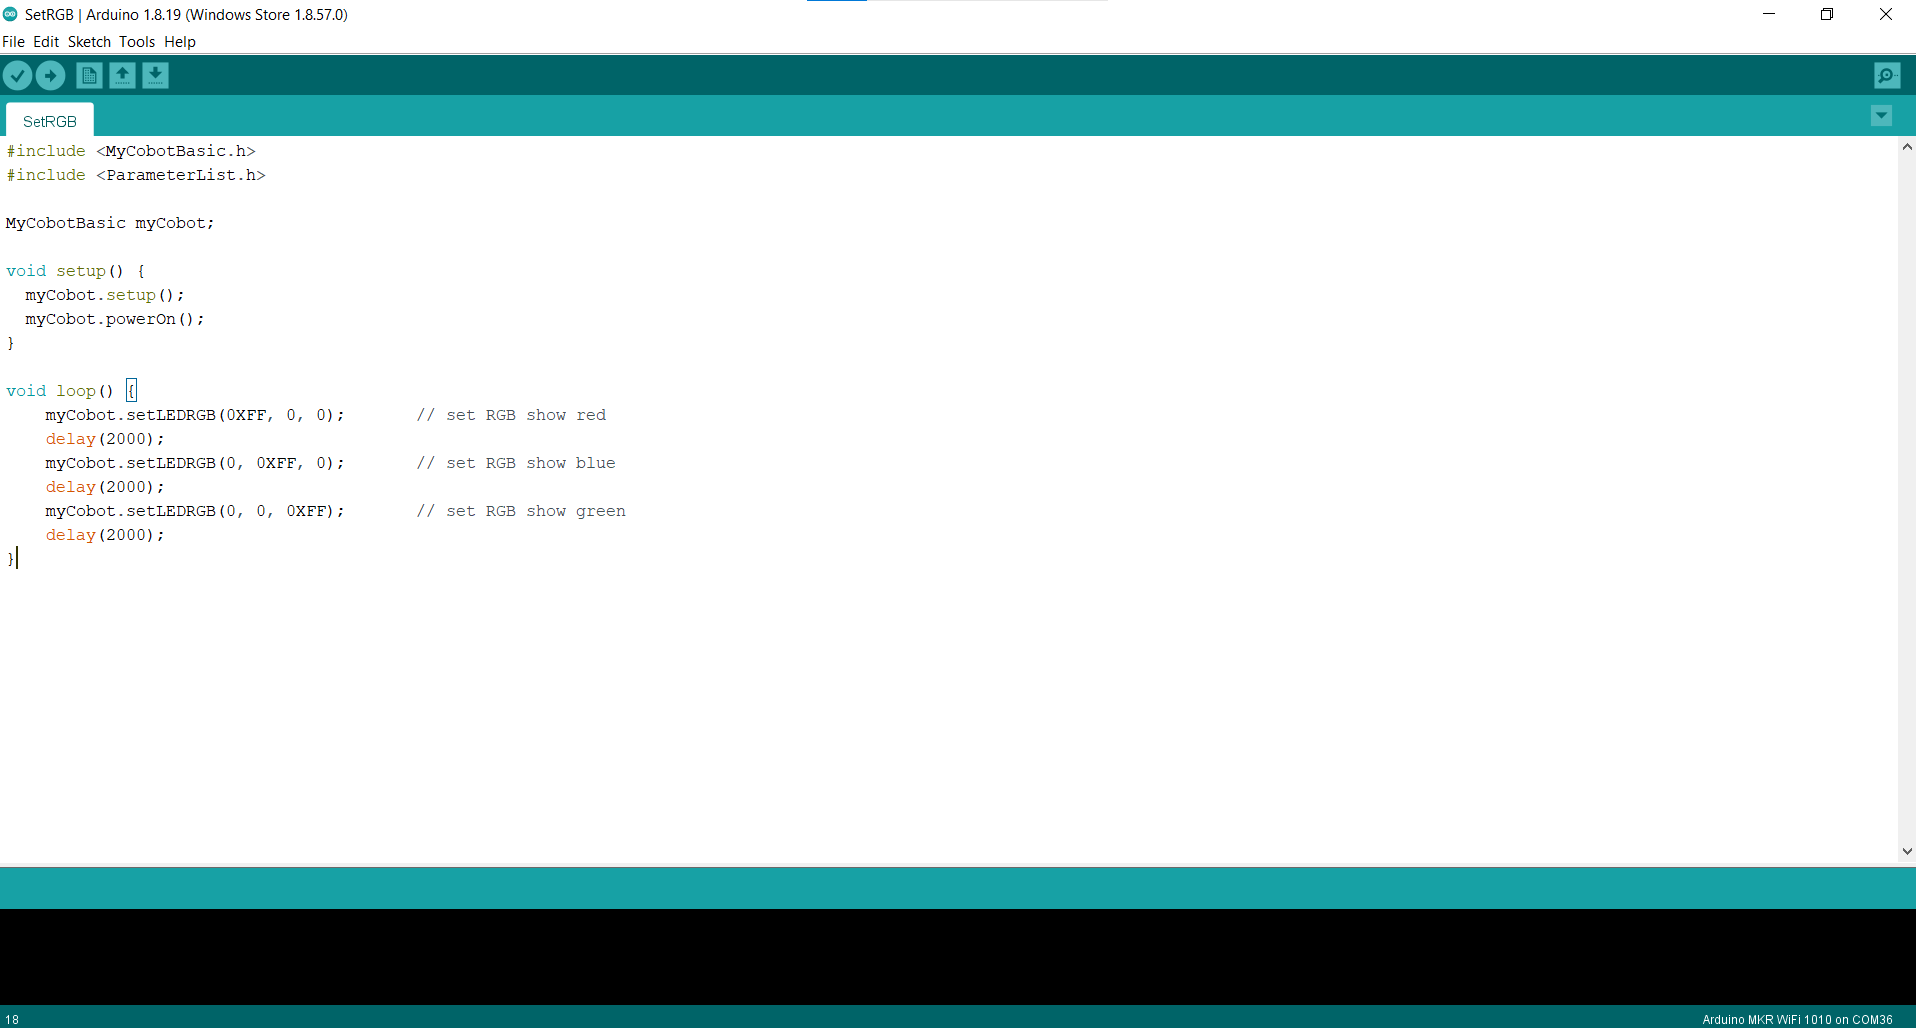 SetRGB | Arduino 1.8.19 (Windows Store 1.8.57.0)
File Edit Sketch Tools Help
SetRGB
#include <MyCobotBasic.h>
#include <ParameterList.h>
MyCobotBasic myCobot;
void setup() {
  myCobot.setup();
  myCobot.powerOn();
}
void loop() {
    myCobot.setLEDRGB(0XFF, 0, 0);       // set RGB show red
    delay(2000);
    myCobot.setLEDRGB(0, 0XFF, 0);       // set RGB show blue
    delay(2000);
    myCobot.setLEDRGB(0, 0, 0XFF);       // set RGB show green
    delay(2000);
}
18
Arduino MKR WiFi 1010 on COM36